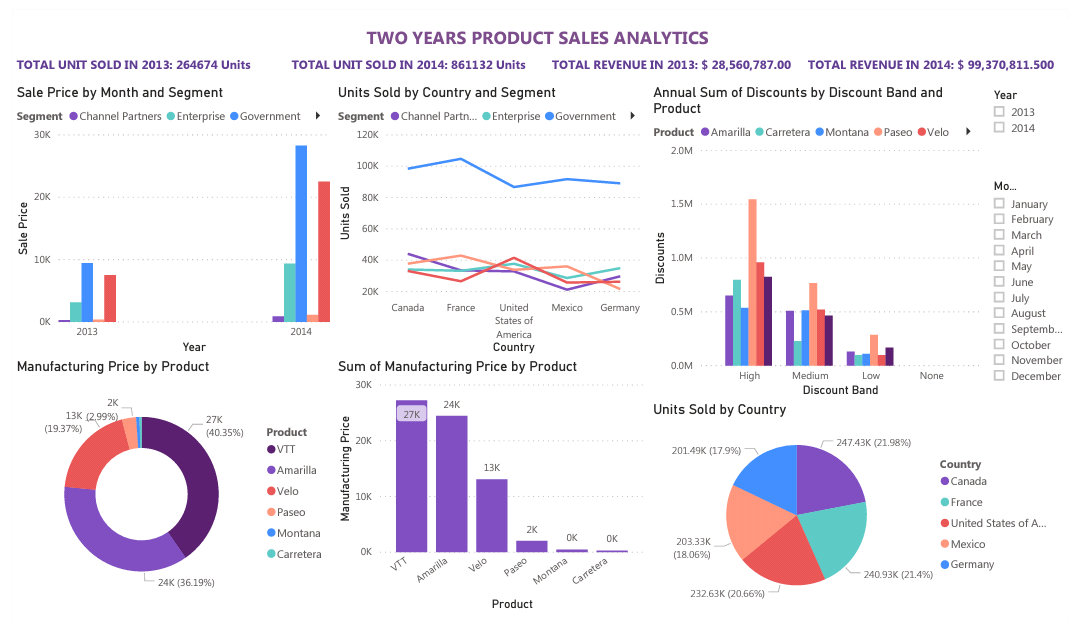 TWO YEARS PRODUCT SALES ANALYTICS
TOTAL UNIT SOLD IN 2013: 264674 Units
TOTAL UNIT SOLD IN 2014: 861132 Units
TOTAL REVENUE IN 2013: $ 28,560,787.00
TOTAL REVENUE IN 2014: $ 99,370,811.500
Sale Price by Month and Segment
Segment Channel Partners Enterprise Government
30K
20K
10K
0K
Sale Price
2013
2014
Year
Units Sold by Country and Segment
Segment Channel Partn... Enterprise Government
120K
100K
80K
60K
40K
20K
Units Sold
Canada
France
United
States of
America
Mexico
Germany
Country
Annual Sum of Discounts by Discount Band and
Product
Product Amarilla Carretera Montana Paseo Velo
2.0M
1.5M
1.0M
0.5M
0.0M
Discounts
High
Medium
Low
None
Discount Band
Year
2013
2014
Mo...
January
February
March
April
May
June
July
August
Septemb...
October
November
December
Manufacturing Price by Product
2K
(2.99%)
13K
(19.37%)
27K
(40.35%)
24K (36.19%)
Product
VTT
Amarilla
Velo
Paseo
Montana
Carretera
Sum of Manufacturing Price by Product
30K
20K
10K
0K
Manufacturing Price
27K
24K
13K
2K
0K
0K
VTT
Amarilla
Velo
Paseo
Montana
Carretera
Product
Units Sold by Country
247.43K (21.98%)
201.49K (17.9%)
203.33K
(18.06%)
240.93K (21.4%)
232.63K (20.66%)
Country
Canada
France
United States of A...
Mexico
Germany